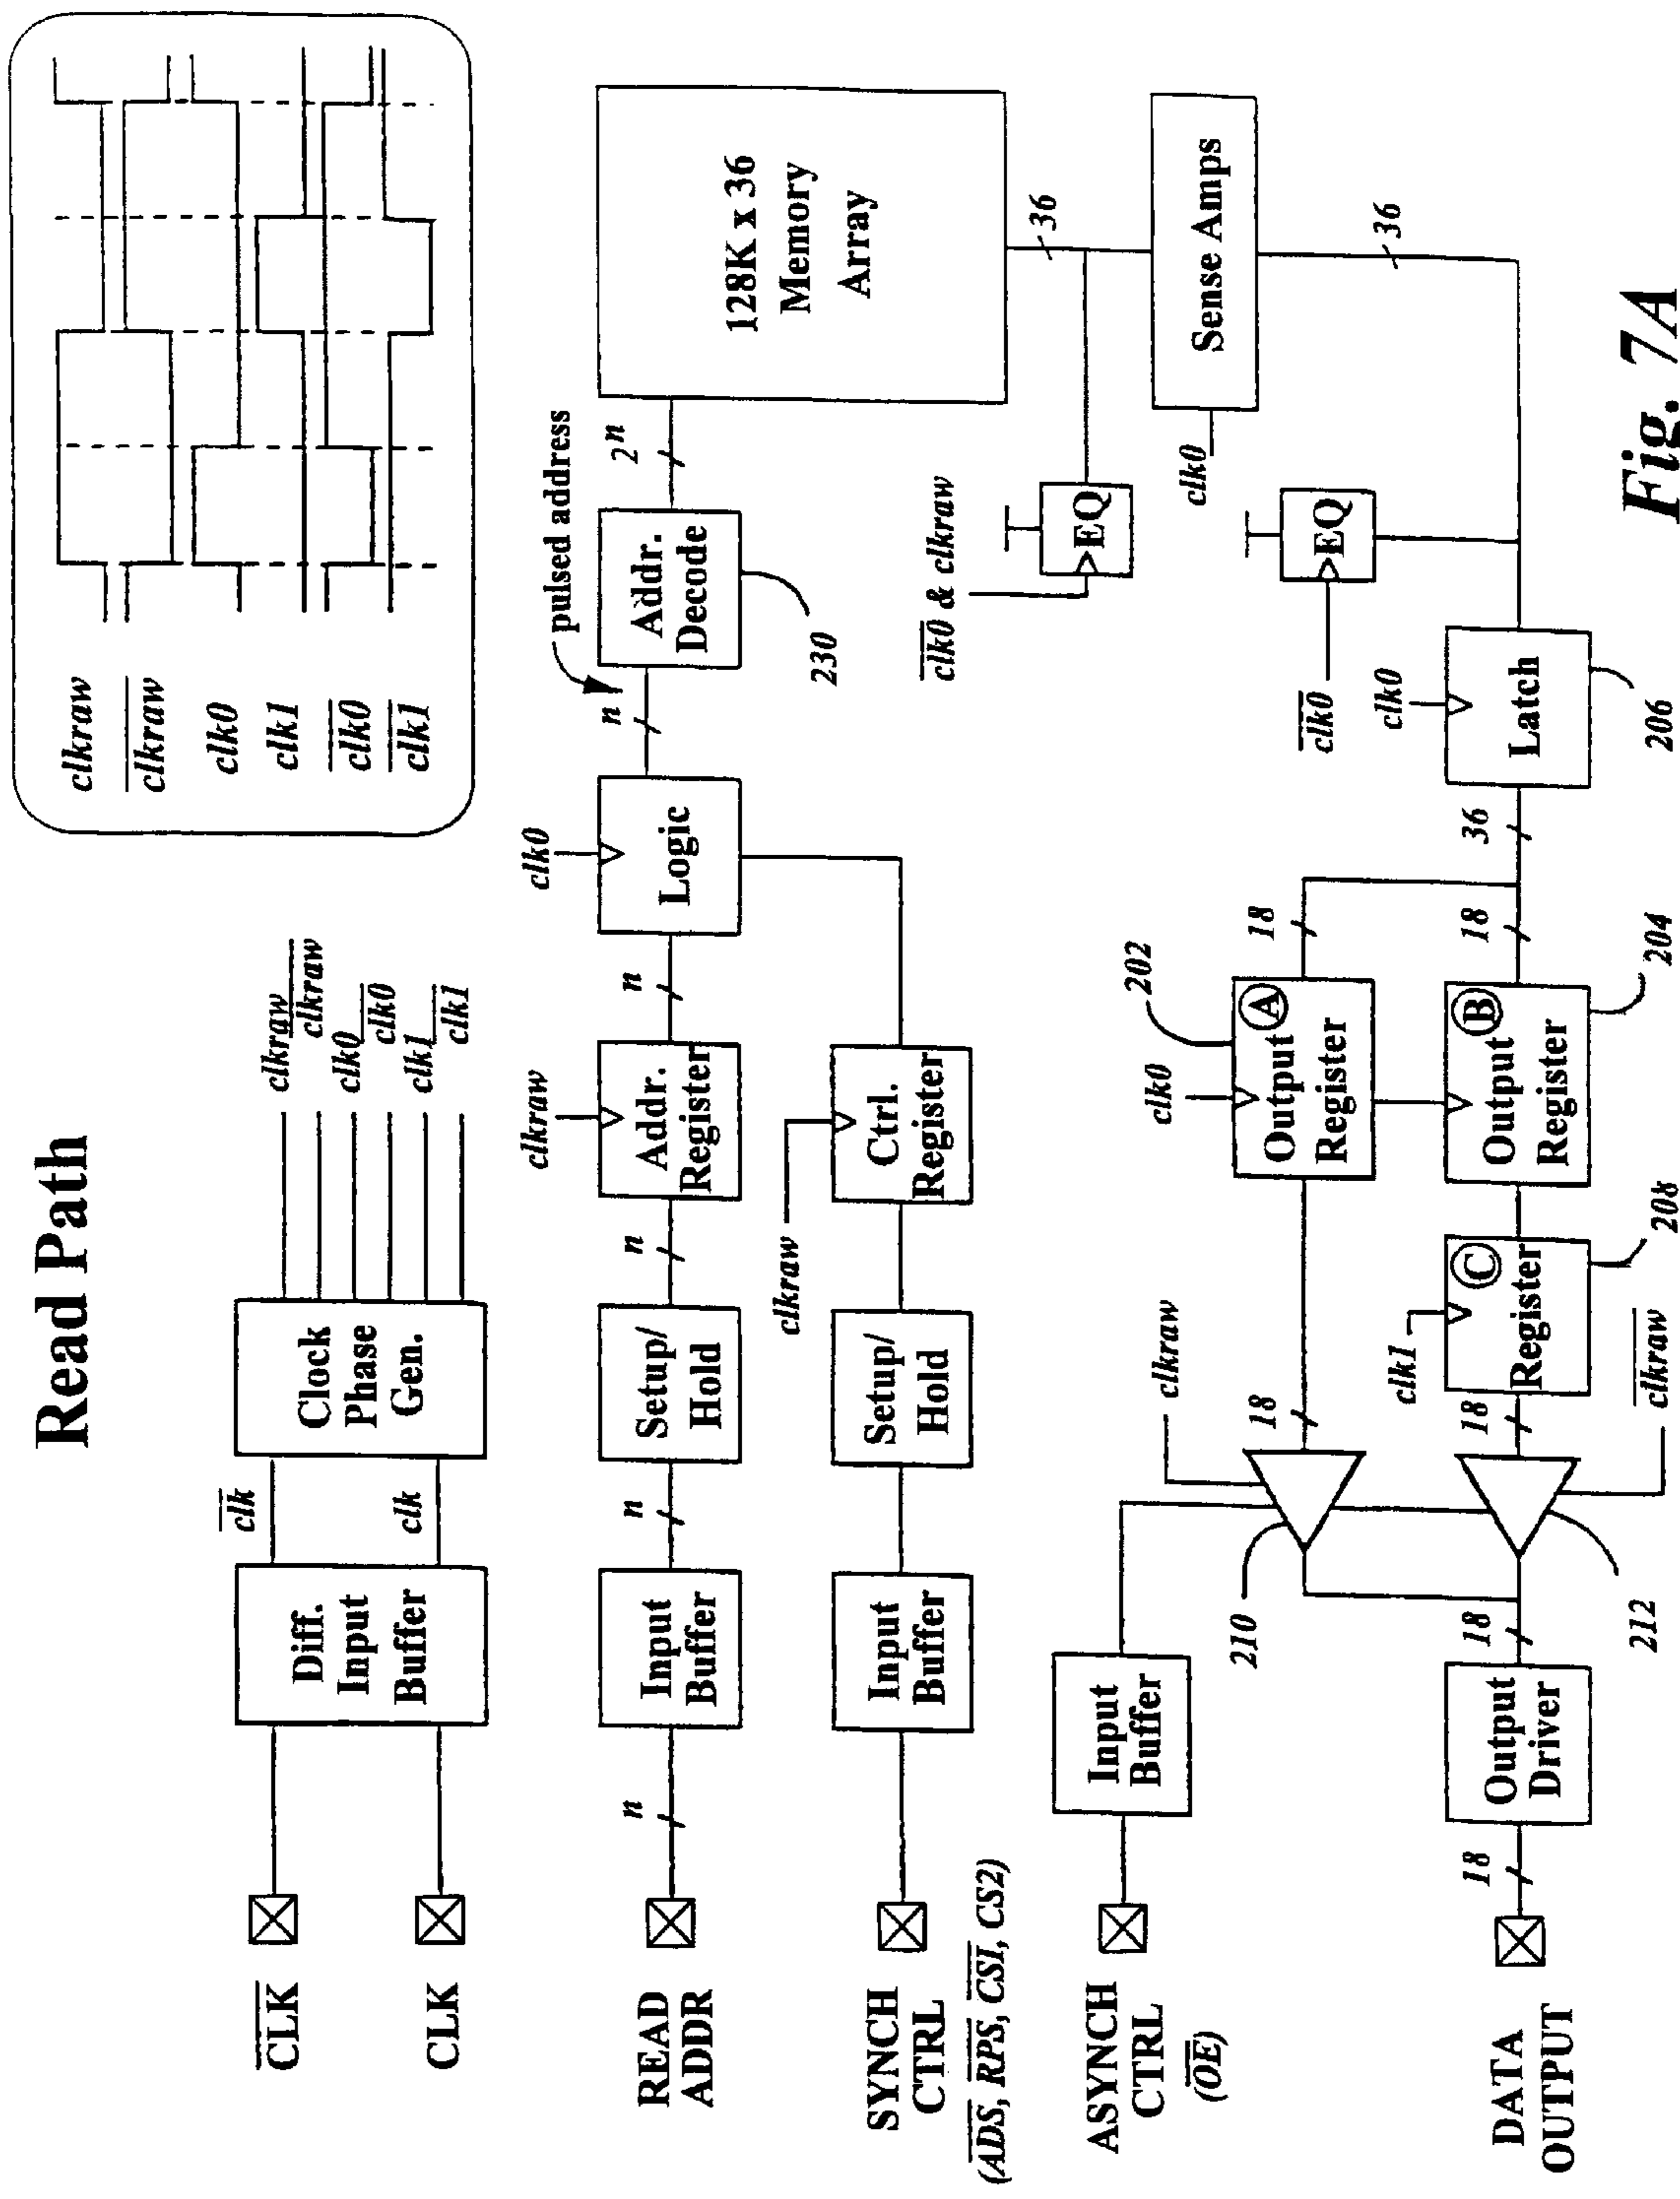 Read Path
CLK
CLK
Diff.
Input
Buffer
clk
clk
Clock
Phase
Gen.
clkraw
clkraw
clk0
clk0
clk1
clk1
clkraw
clkraw
clk0
clk1
clk0
clk1
READ
ADDR
n
Input
Buffer
n
Setup/
Hold
n
clkraw
Addr.
Register
n
clk0
Logic
n
pulsed address
Addr.
Decode
230
2^n
128K x 36
Memory
Array
SYNCH
CTRL
(ADS, RPS, CSI, CS2)
Input
Buffer
Setup/
Hold
clkraw
Ctrl.
Register
clk0 & clkraw
EQ
36
clk0
Sense Amps
36
ASYNCH
CTRL
(OE)
Input
Buffer
210
clkraw
18
clk0
202
A
Output
Register
18
clk0
EQ
DATA
OUTPUT
18
Output
Driver
18
212
clkraw
18
clk1
C
Register
208
B
Output
Register
204
18
36
clk0
Latch
206
Fig. 7A